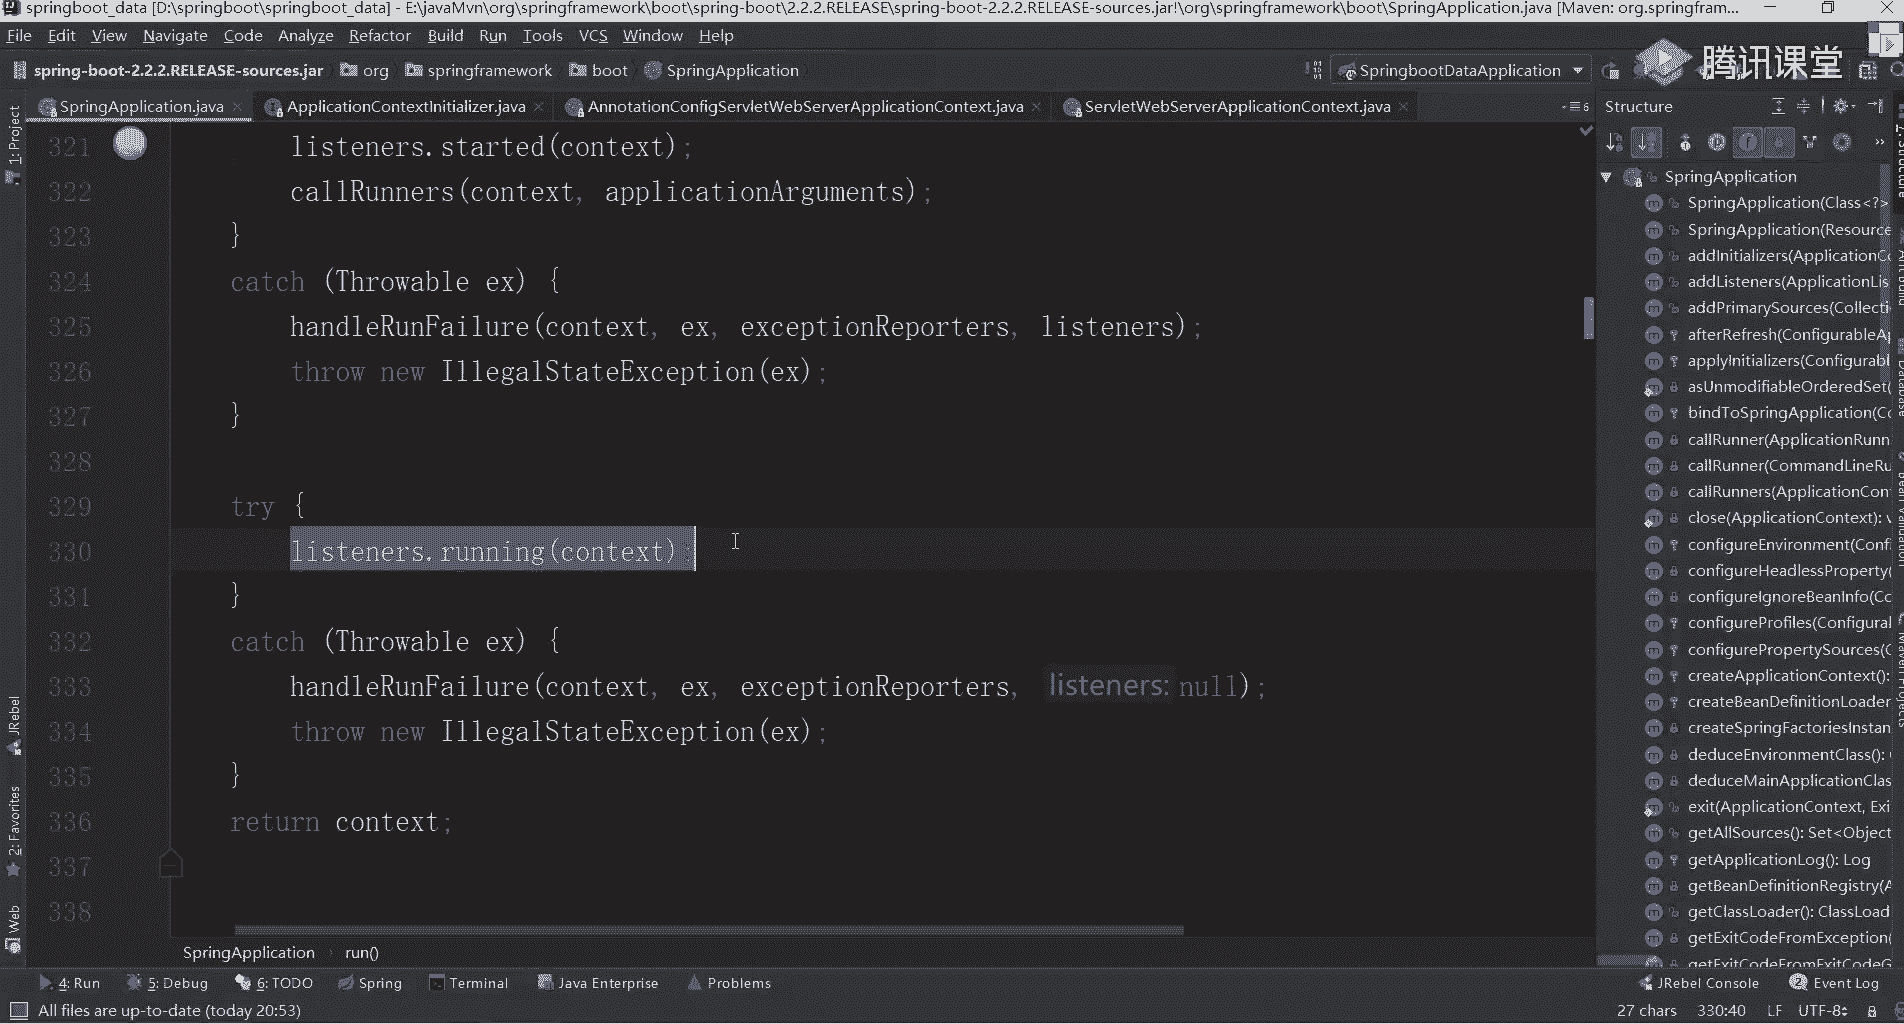 springboot_data [D:\springboot\springboot_data] - E:\javaMvn\org\springframework\boot\spring-boot\2.2.2.RELEASE\spring-boot-2.2.2.RELEASE-sources.jar!\org\springframework\boot\SpringApplication.java [Maven: org.springfram...
File Edit View Navigate Code Analyze Refactor Build Run Tools VCS Window Help
腾讯课堂
spring-boot-2.2.2.RELEASE-sources.jar org springframework boot SpringApplication SpringbootDataApplication
SpringApplication.java ApplicationContextInitializer.java AnnotationConfigServletWebServerApplicationContext.java ServletWebServerApplicationContext.java Structure
1: Project
321 listeners.started(context);
322 callRunners(context, applicationArguments);
323 }
324 catch (Throwable ex) {
325 handleRunFailure(context, ex, exceptionReporters, listeners);
326 throw new IllegalStateException(ex);
327 }
328
329 try {
330 listeners.running(context);
331 }
332 catch (Throwable ex) {
333 handleRunFailure(context, ex, exceptionReporters, listeners: null);
334 throw new IllegalStateException(ex);
335 }
336 return context;
337
338
SpringApplication
SpringApplication(Class<?>
SpringApplication(Resource
addInitializers(ApplicationCo
addListeners(ApplicationLis
addPrimarySources(Collecti
afterRefresh(ConfigurableAp
applyInitializers(Configurabl
asUnmodifiableOrderedSet(
bindToSpringApplication(Co
callRunner(ApplicationRunn
callRunner(CommandLineRu
callRunners(ApplicationCon
close(ApplicationContext): v
configureEnvironment(Confi
configureHeadlessProperty(
configureIgnoreBeanInfo(Co
configureProfiles(Configural
configurePropertySources(C
createApplicationContext():
createBeanDefinitionLoader
createSpringFactoriesInstan
deduceEnvironmentClass():
deduceMainApplicationClas
exit(ApplicationContext, Exi
getAllSources(): Set<Object
getApplicationLog(): Log
getBeanDefinitionRegistry(A
getClassLoader(): ClassLoad
getExitCodeFromException(
getExitCodeFromExitCodeG
JRebel
2: Favorites
Web
Database
Bean Validation
Maven Projects
SpringApplication run()
4: Run 5: Debug 6: TODO Spring Terminal Java Enterprise Problems JRebel Console Event Log
All files are up-to-date (today 20:53) 27 chars 330:40 LF UTF-8